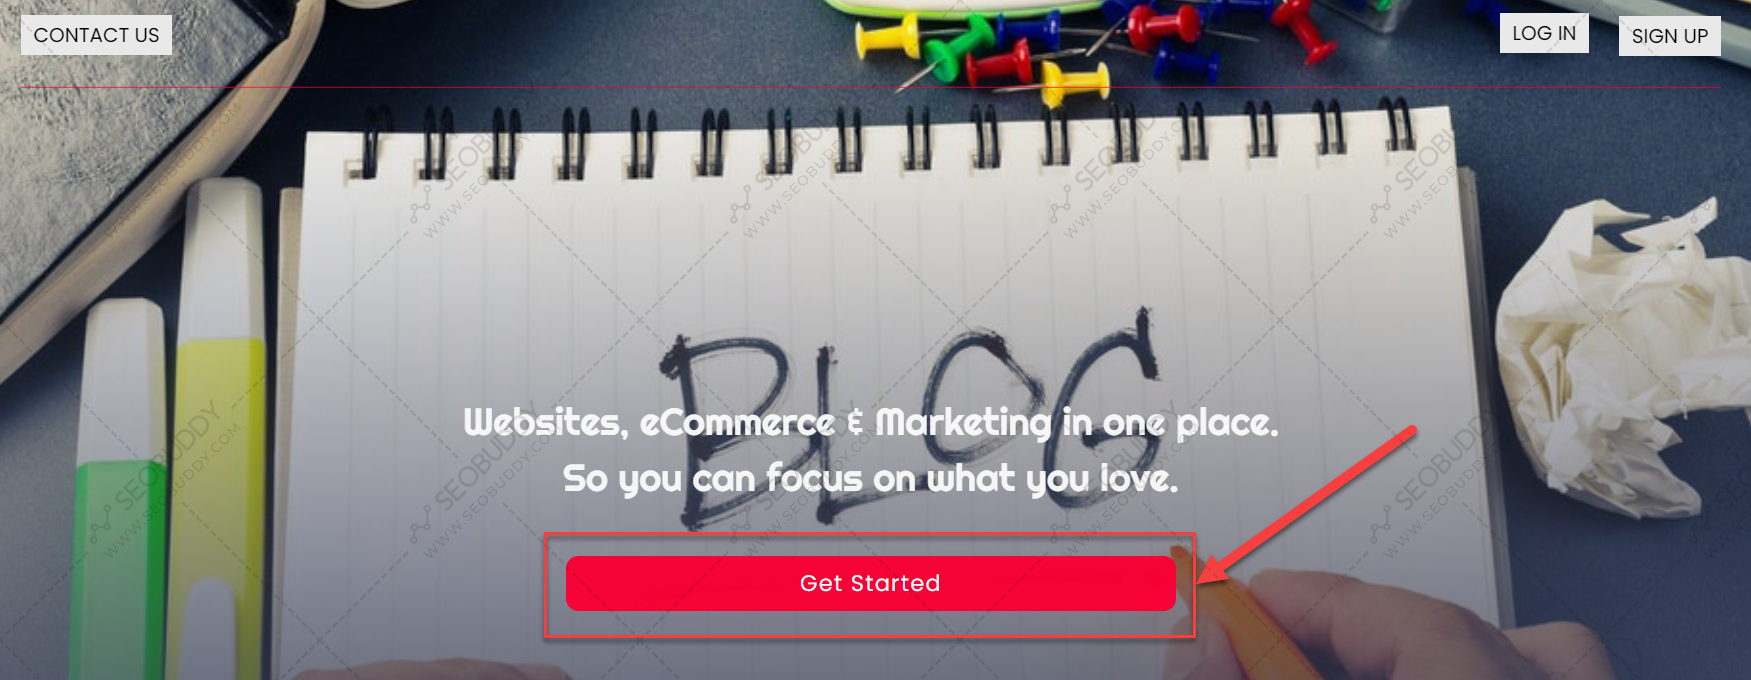 CONTACT US
LOG IN
SIGN UP
BLOG
Websites, eCommerce & Marketing in one place.
So you can focus on what you love.
Get Started
SEOBUDDY
WWW.SEOBUDDY.COM